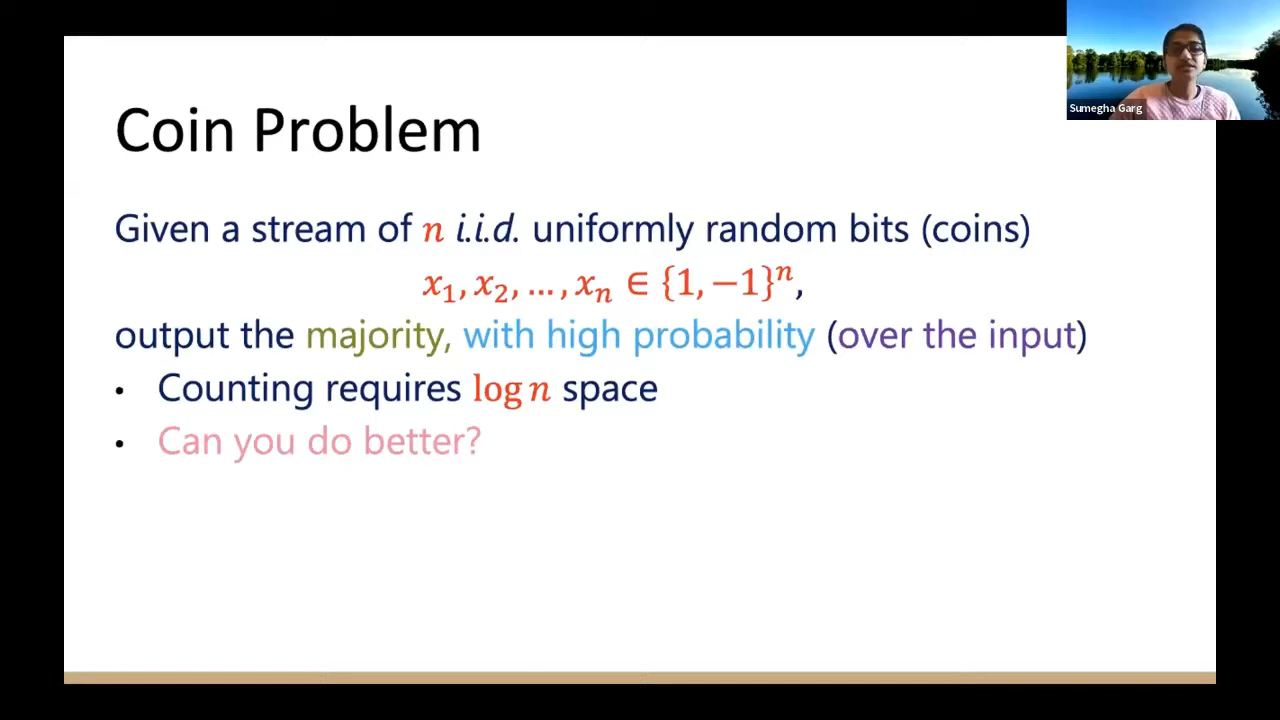 Sumegha Garg
Coin Problem
Given a stream of n i.i.d. uniformly random bits (coins)
x₁, x₂, ..., xₙ ∈ {1, −1}ⁿ,
output the majority, with high probability (over the input)
• Counting requires log n space
• Can you do better?